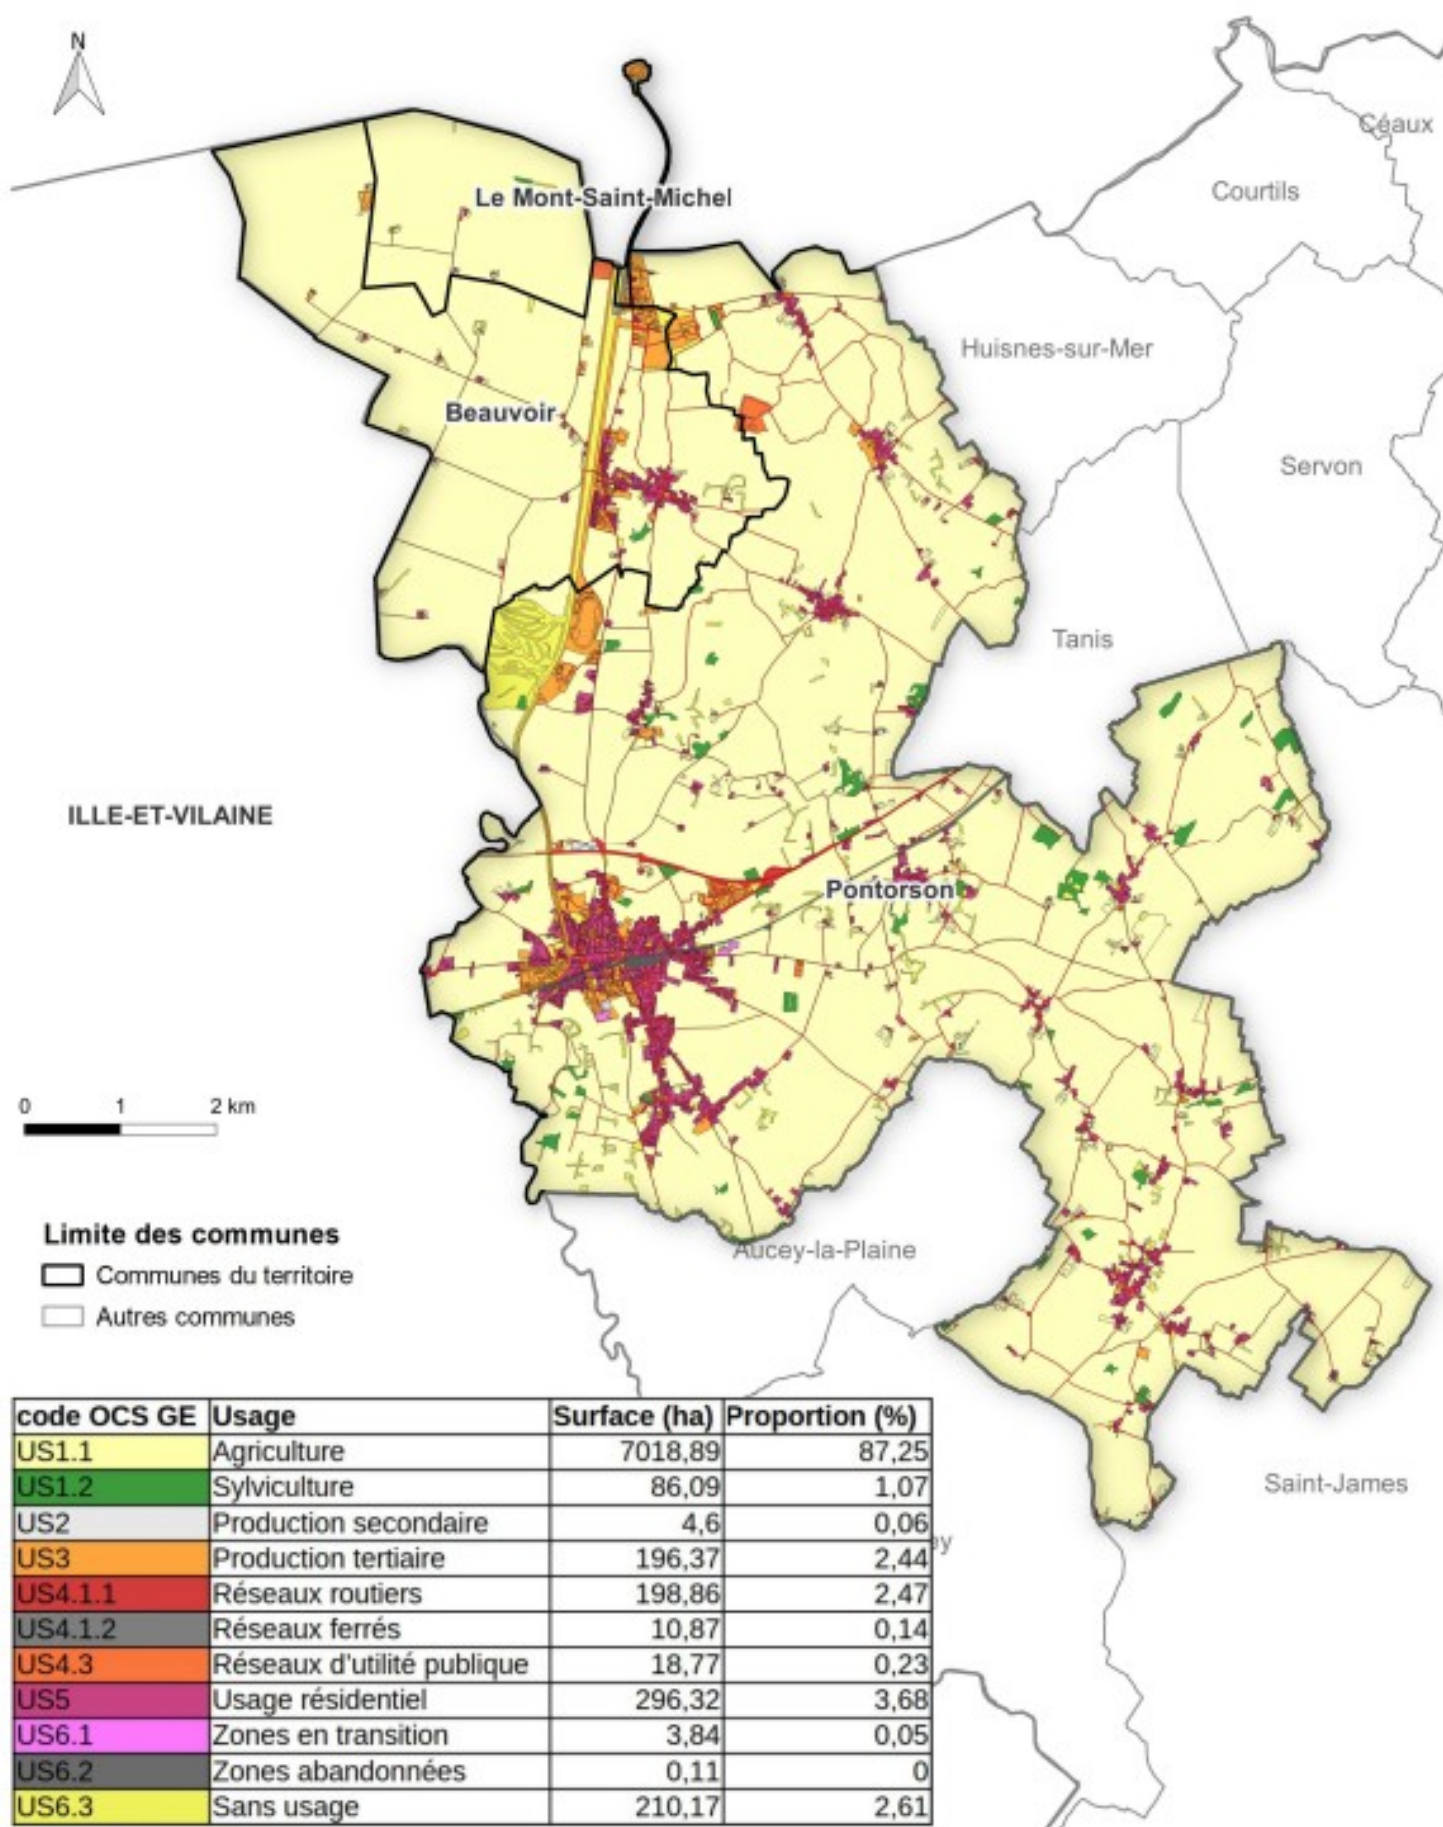 N
Céaux
Courtils
Le Mont-Saint-Michel
Huisnes-sur-Mer
Beauvoir
Servon
Tanis
ILLE-ET-VILAINE
Pontorson
0 1 2 km
Limite des communes
Communes du territoire
Autres communes
Aucey-la-Plaine
Saint-James
ey
code OCS GE Usage Surface (ha) Proportion (%)
US1.1 Agriculture 7018,89 87,25
US1.2 Sylviculture 86,09 1,07
US2 Production secondaire 4,6 0,06
US3 Production tertiaire 196,37 2,44
US4.1.1 Réseaux routiers 198,86 2,47
US4.1.2 Réseaux ferrés 10,87 0,14
US4.3 Réseaux d'utilité publique 18,77 0,23
US5 Usage résidentiel 296,32 3,68
US6.1 Zones en transition 3,84 0,05
US6.2 Zones abandonnées 0,11 0
US6.3 Sans usage 210,17 2,61